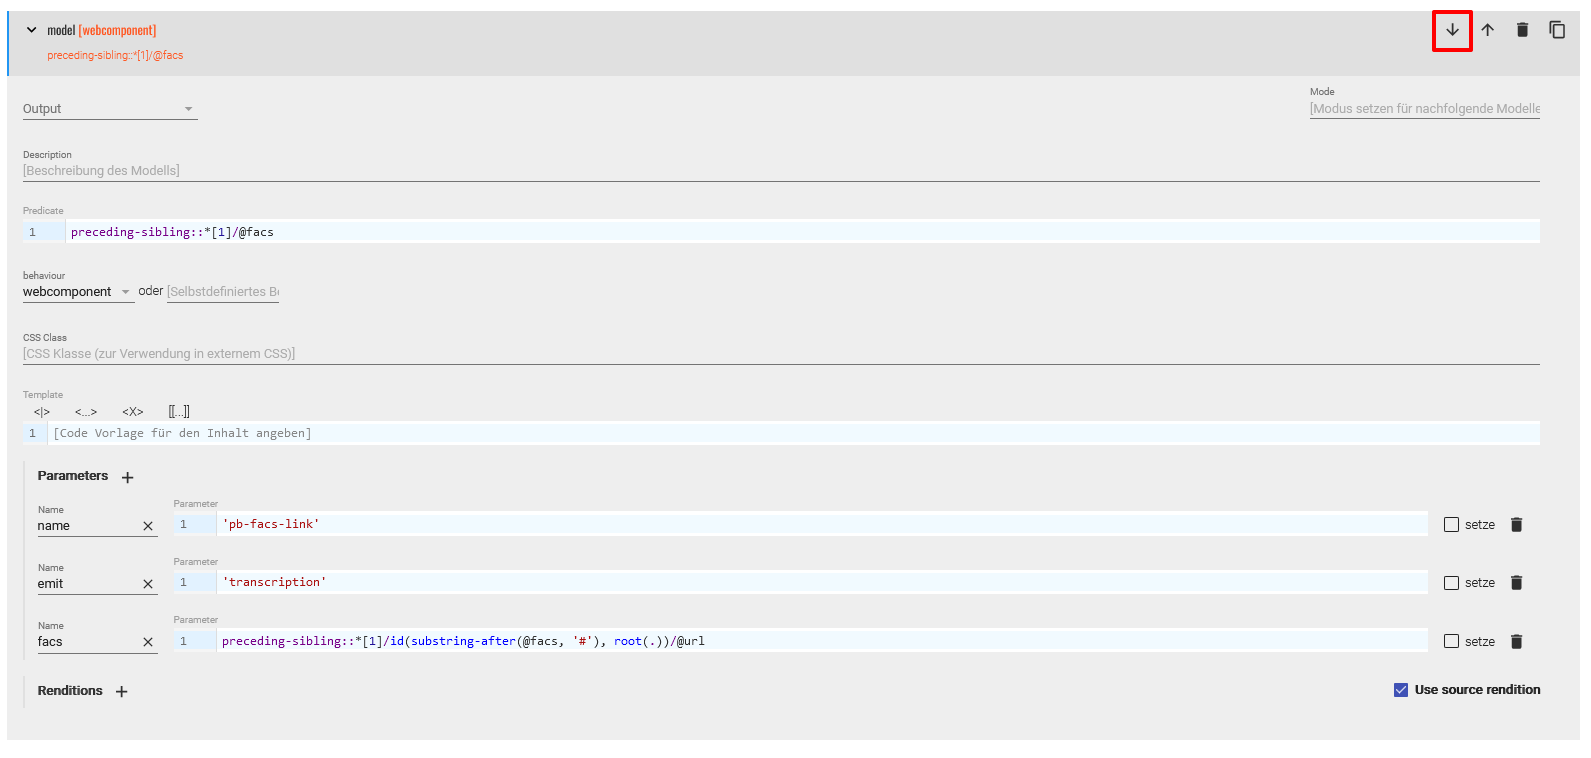 model [webcomponent]
preceding-sibling::*[1]/@facs
Output
Mode
[Modus setzen für nachfolgende Modelle
Description
[Beschreibung des Modells]
Predicate
1 preceding-sibling::*[1]/@facs
behaviour
webcomponent oder [Selbstdefiniertes Be
CSS Class
[CSS Klasse (zur Verwendung in externem CSS)]
Template
<|> <...> <X> [[...]]
1 [Code Vorlage für den Inhalt angeben]
Parameters +
Name Parameter
name 1 'pb-facs-link' setze
Name Parameter
emit 1 'transcription' setze
Name Parameter
facs 1 preceding-sibling::*[1]/id(substring-after(@facs, '#'), root(.))/@url setze
Renditions + Use source rendition